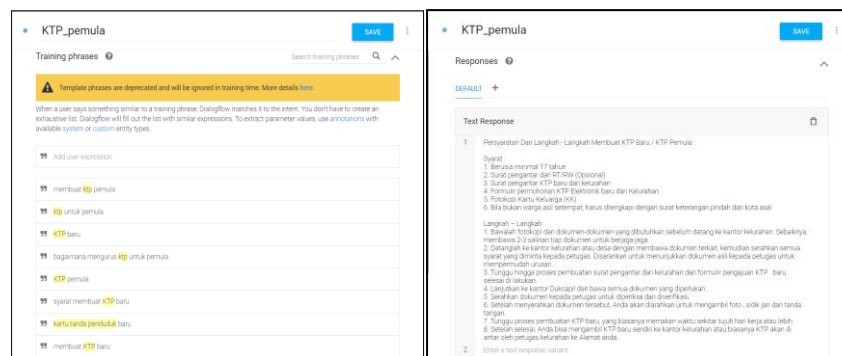 KTP_pemula
SAVE
Training phrases
Search training phrases
Template phrases are deprecated and will be ignored in training time. More details here.
When a user says something similar to a training phrase, Dialogflow matches it to the intent. You don't have to create an
exhaustive list. Dialogflow will fill out the list with similar expressions. To extract parameter values, use annotations with
available system or custom entity types.
Add user expression
membuat ktp pemula
ktp untuk pemula
KTP baru
bagaimana mengurus ktp untuk pemula
KTP pemula
syarat membuat KTP baru
kartu tanda penduduk baru
membuat KTP baru
KTP_pemula
SAVE
Responses
DEFAULT
Text Response
1 Persyaratan Dan Langkah - Langkah Membuat KTP Baru / KTP Pemula :
Syarat :
1. Berusia minimal 17 tahun
2. Surat pengantar dari RT/RW (Opsional)
3. Surat pengantar KTP baru dari kelurahan
4. Formulir permohonan KTP Elektronik baru dari Kelurahan
5. Fotokopi Kartu Keluarga (KK)
6. Bila bukan warga asli setempat, harus dilengkapi dengan surat keterangan pindah dari kota asal
Langkah – Langkah :
1. Bawalah fotokopi dari dokumen-dokumen yang dibutuhkan sebelum datang ke kantor kelurahan. Sebaiknya,
membawa 2-3 salinan tiap dokumen untuk berjaga-jaga.
2. Datanglah ke kantor kelurahan atau desa dengan membawa dokumen terkait, kemudian serahkan semua
syarat yang diminta kepada petugas. Disarankan untuk menunjukkan dokumen asli kepada petugas untuk
mempermudah urusan.
3. Tunggu hingga proses pembuatan surat pengantar dari kelurahan dan formulir pengajuan KTP baru
selesai di lakukan.
4. Lanjutkan ke kantor Dukcapil dan bawa semua dokumen yang diperlukan.
5. Serahkan dokumen kepada petugas untuk diperiksa dan diverifikasi.
6. Setelah menyerahkan dokumen tersebut, Anda akan diarahkan untuk mengambil foto , sidik jari dan tanda
tangan.
7. Tunggu proses pembuatan KTP baru, yang biasanya memakan waktu sekitar tujuh hari kerja atau lebih.
8. Setelah selesai, Anda bisa mengambil KTP baru sendiri ke kantor kelurahan atau biasanya KTP akan di
antar oleh petugas kelurahan ke Alamat anda.
2 Enter a text response variant